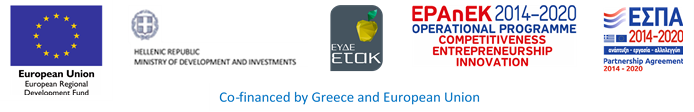 European Union
European Regional
Development Fund
HELLENIC REPUBLIC
MINISTRY OF DEVELOPMENT AND INVESTMENTS
ΕΥΔΕ
ΕΤΟΚ
EPAnEK 2014–2020
OPERATIONAL PROGRAMME
COMPETITIVENESS
ENTREPRENEURSHIP
INNOVATION
ΕΣΠΑ
2014-2020
ανάπτυξη - εργασία - αλληλεγγύη
Partnership Agreement
2014 - 2020
Co-financed by Greece and European Union